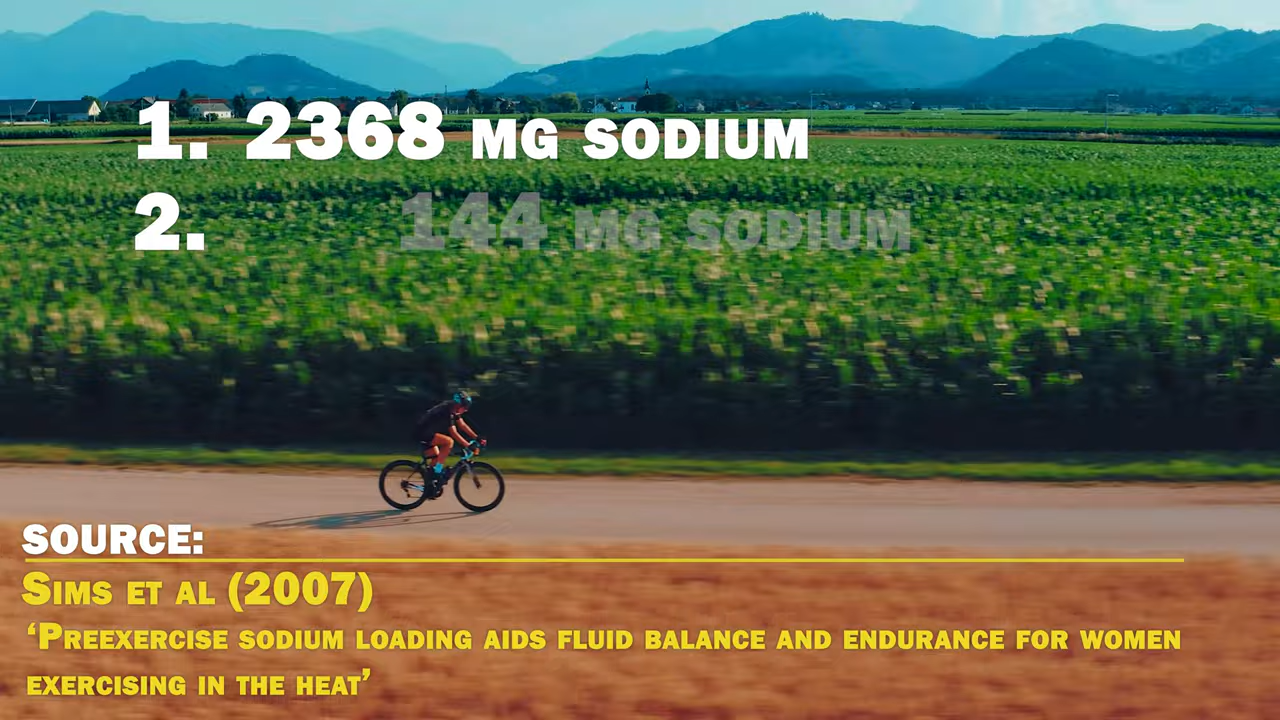 1. 2368 MG SODIUM
2. 144 MG SODIUM
SOURCE:
SIMS ET AL (2007)
‘PREEXERCISE SODIUM LOADING AIDS FLUID BALANCE AND ENDURANCE FOR WOMEN
EXERCISING IN THE HEAT’